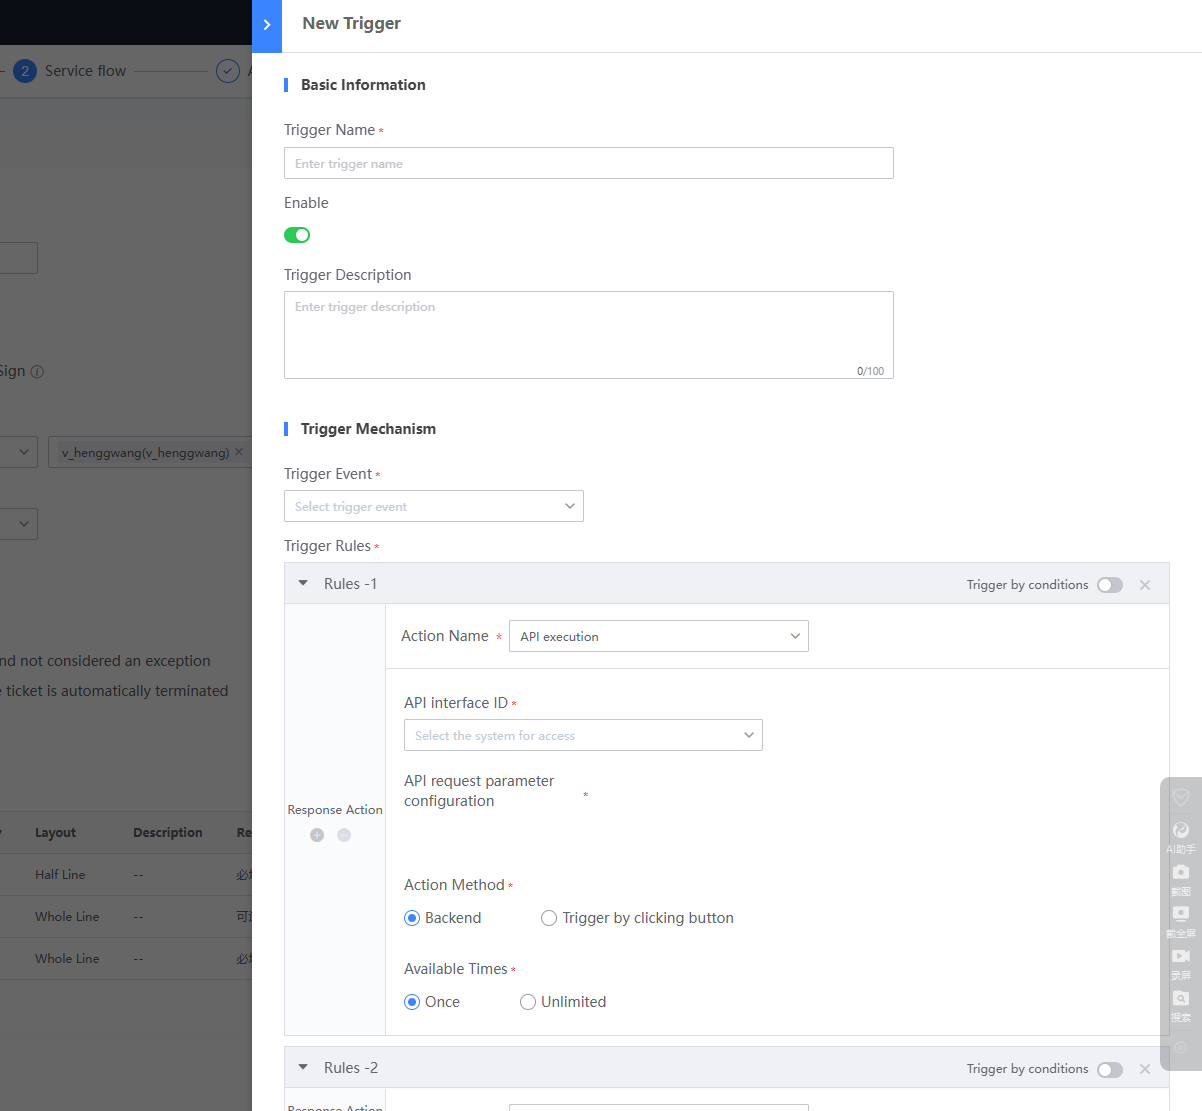 New Trigger
2 Service flow
Basic Information
Trigger Name *
Enter trigger name
Enable
Trigger Description
Enter trigger description
0/100
Sign
Trigger Mechanism
v_henggwang(v_henggwang) ×
Trigger Event *
Select trigger event
Trigger Rules *
Rules -1
Trigger by conditions
Action Name * API execution
nd not considered an exception
ticket is automatically terminated
API interface ID *
Select the system for access
API request parameter
configuration *
Response Action
Layout Description Re
Half Line --
Whole Line --
Whole Line --
Action Method *
Backend Trigger by clicking button
Available Times *
Once Unlimited
AI助手
截图
截全屏
录屏
搜索
Rules -2
Trigger by conditions
Response Action